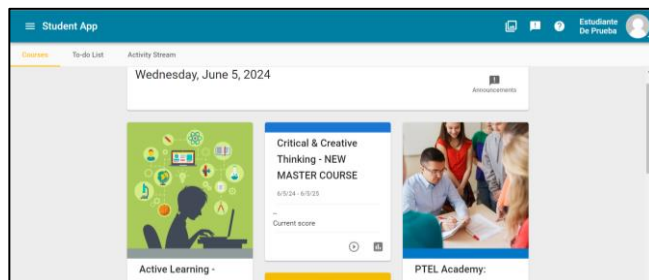 Student App
Estudiante
De Prueba
Courses
To-do List
Activity Stream
Wednesday, June 5, 2024
Announcements
Critical & Creative
Thinking - NEW
MASTER COURSE
6/5/24 - 6/5/25
--
Current score
Active Learning -
PTEL Academy: